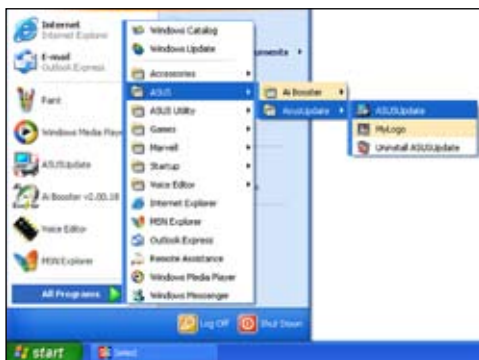 Internet
Internet Explorer
E-mail
Outlook Express
Paint
Windows Media Player
ASUSUpdate
Ai Booster v2.00.18
Voice Editor
MSN Explorer
All Programs
Windows Catalog
Windows Update
Accessories
ASUS
ASUS Utility
Games
Marvell
Startup
Voice Editor
Internet Explorer
MSN Explorer
Outlook Express
Remote Assistance
Windows Media Player
Windows Messenger
Ai Booster
AsusUpdate
ASUSUpdate
MyLogo
Uninstall ASUSUpdate
Log Off
Shut Down
start